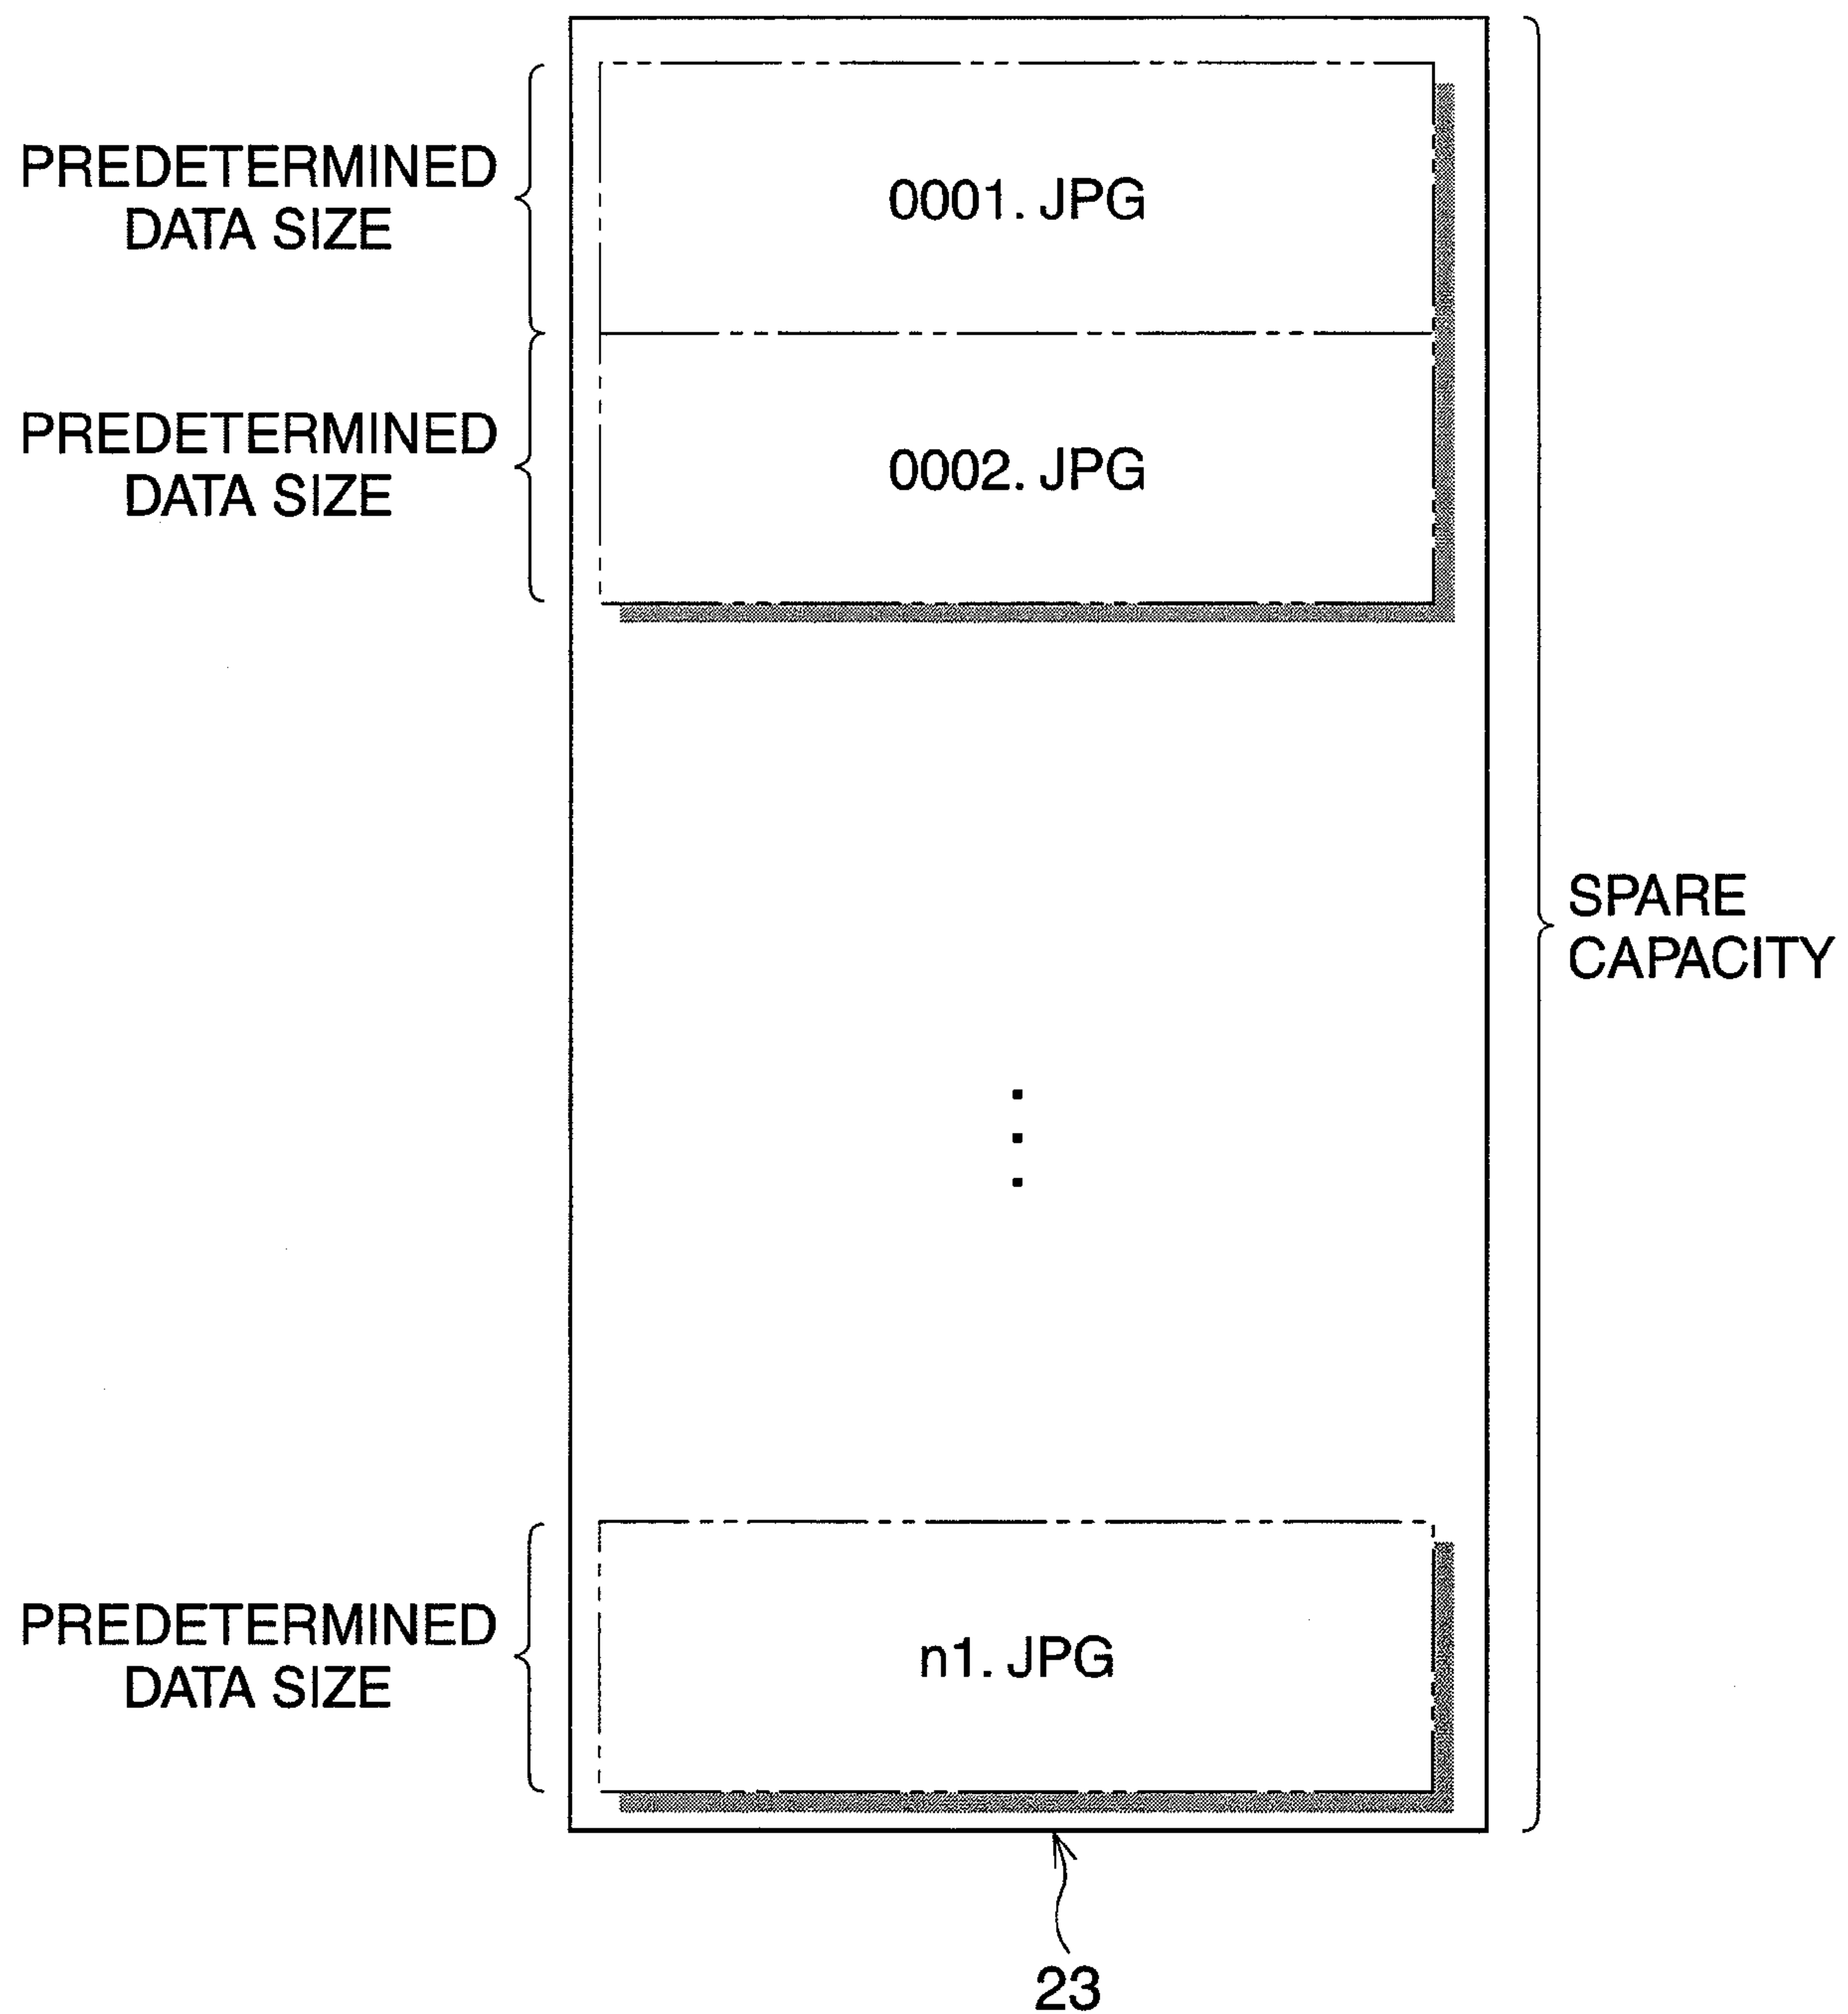 PREDETERMINED
DATA SIZE
0001. JPG
PREDETERMINED
DATA SIZE
0002. JPG
SPARE
CAPACITY
PREDETERMINED
DATA SIZE
n1. JPG
23